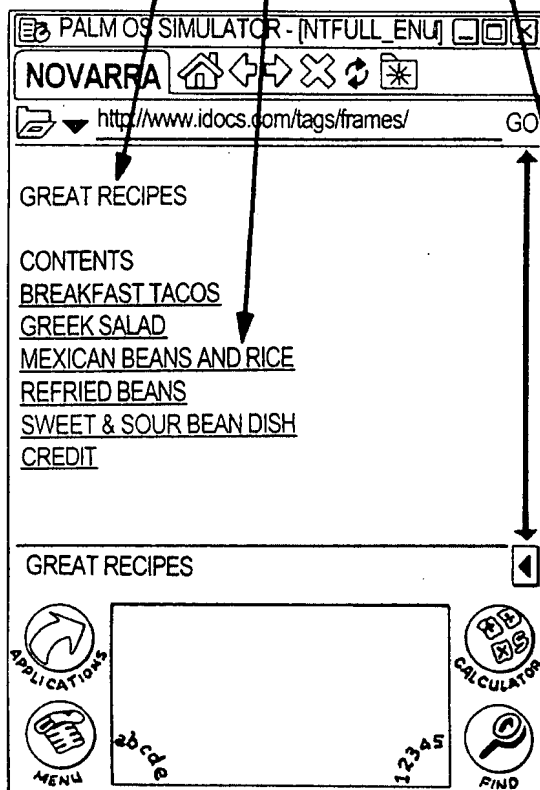 PALM OS SIMULATOR - [NTFULL_ENU]
NOVARRA
http://www.idocs.com/tags/frames/ GO
GREAT RECIPES
CONTENTS
BREAKFAST TACOS
GREEK SALAD
MEXICAN BEANS AND RICE
REFRIED BEANS
SWEET & SOUR BEAN DISH
CREDIT
GREAT RECIPES
APPLICATIONS
CALCULATOR
MENU
abcde
12345
FIND